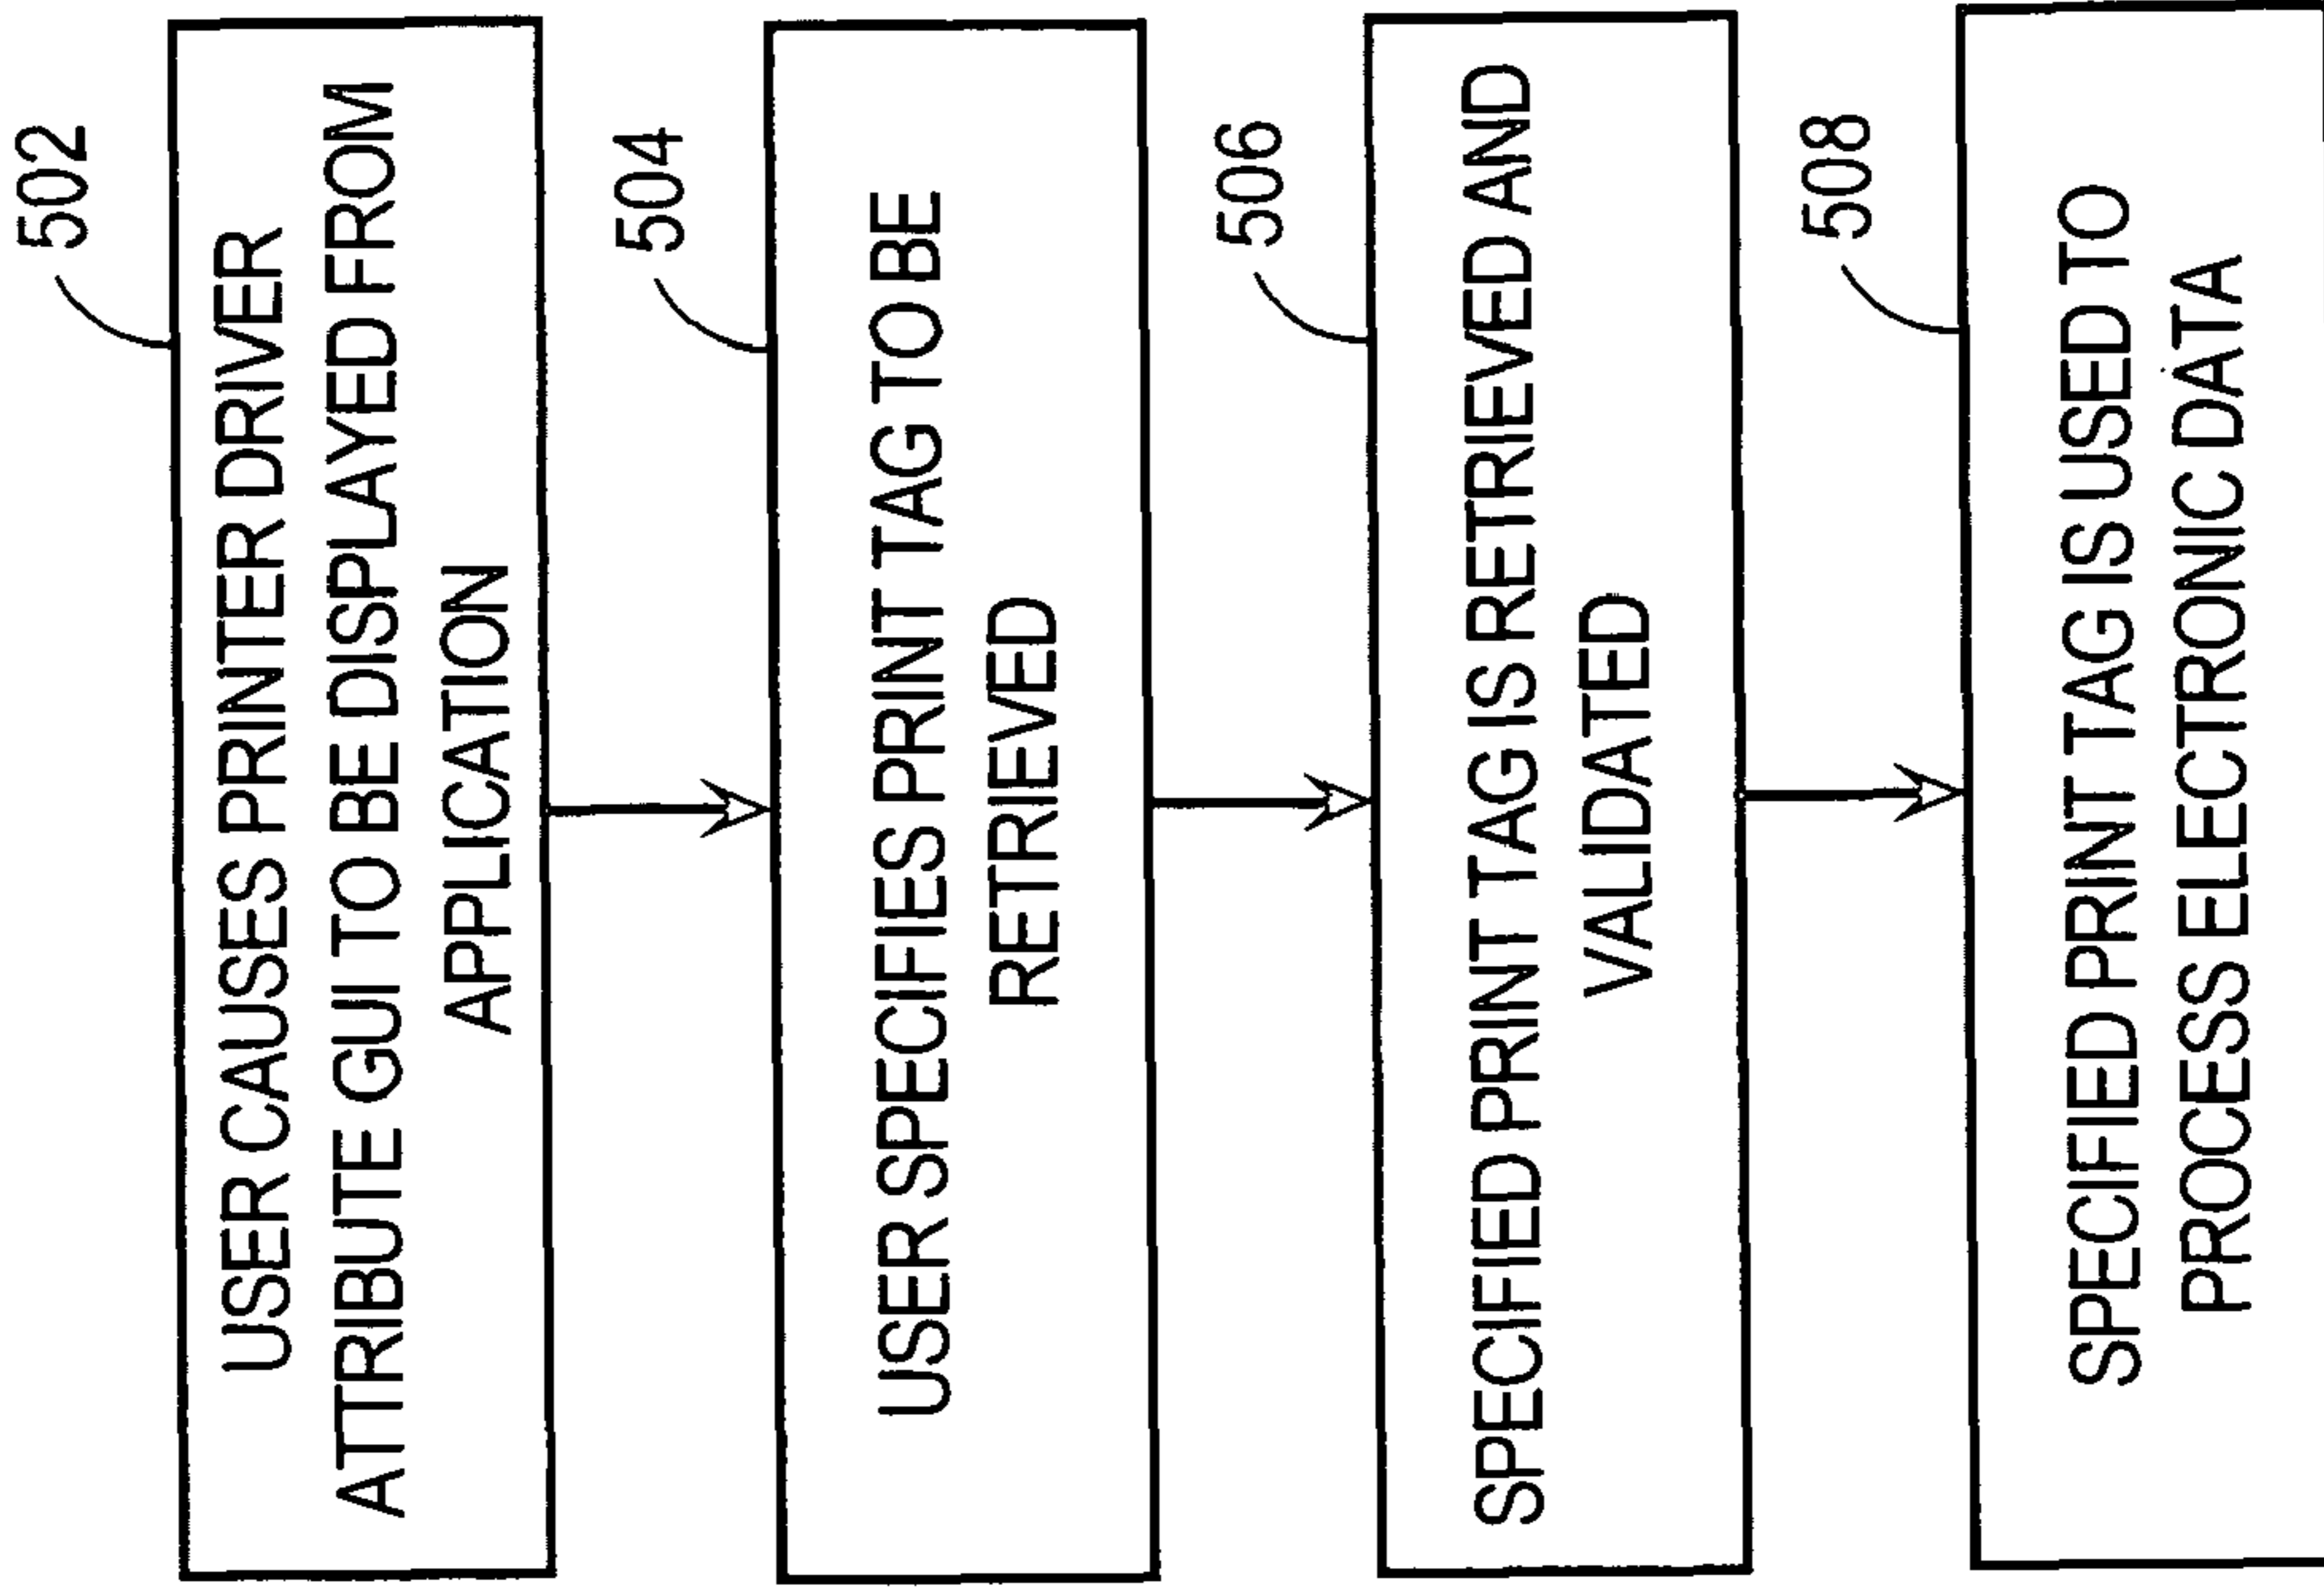 502
USER CAUSES PRINTER DRIVER
ATTRIBUTE GUI TO BE DISPLAYED FROM
APPLICATION
504
USER SPECIFIES PRINT TAG TO BE
RETRIEVED
506
SPECIFIED PRINT TAG IS RETRIEVED AND
VALIDATED
508
SPECIFIED PRINT TAG IS USED TO
PROCESS ELECTRONIC DATA